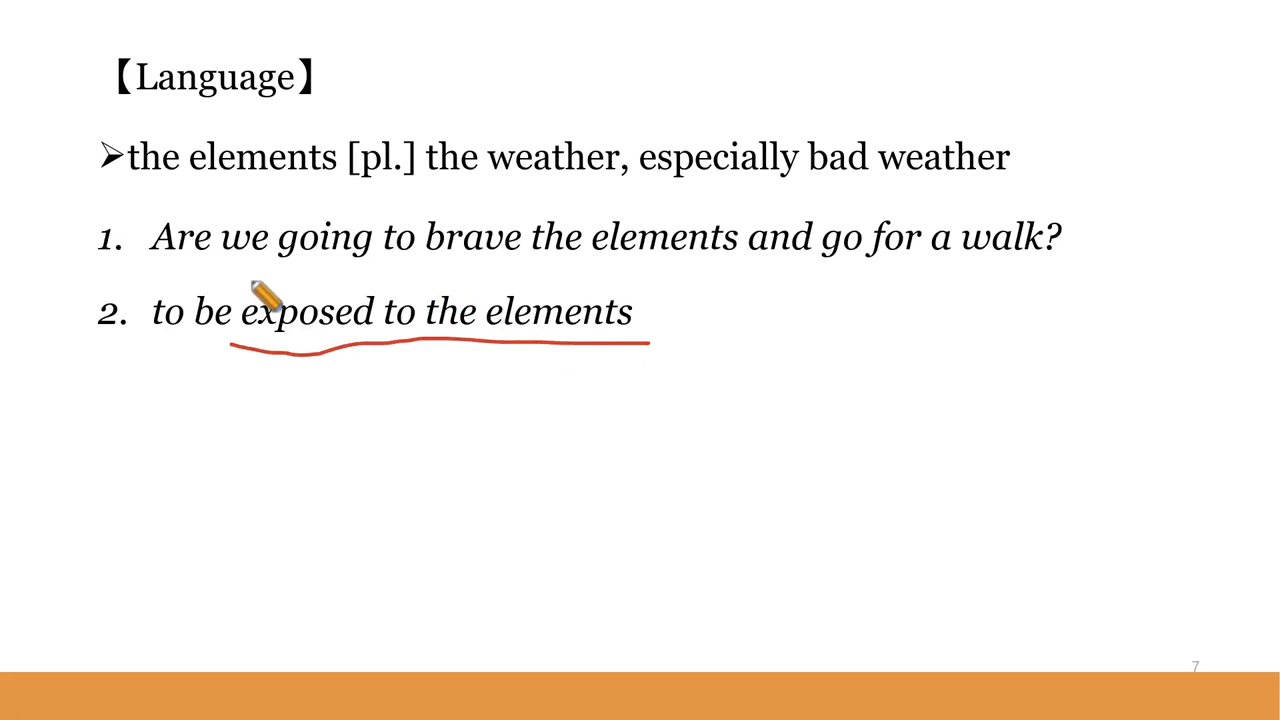 【Language】
➢the elements [pl.] the weather, especially bad weather
1. Are we going to brave the elements and go for a walk?
2. to be exposed to the elements
7